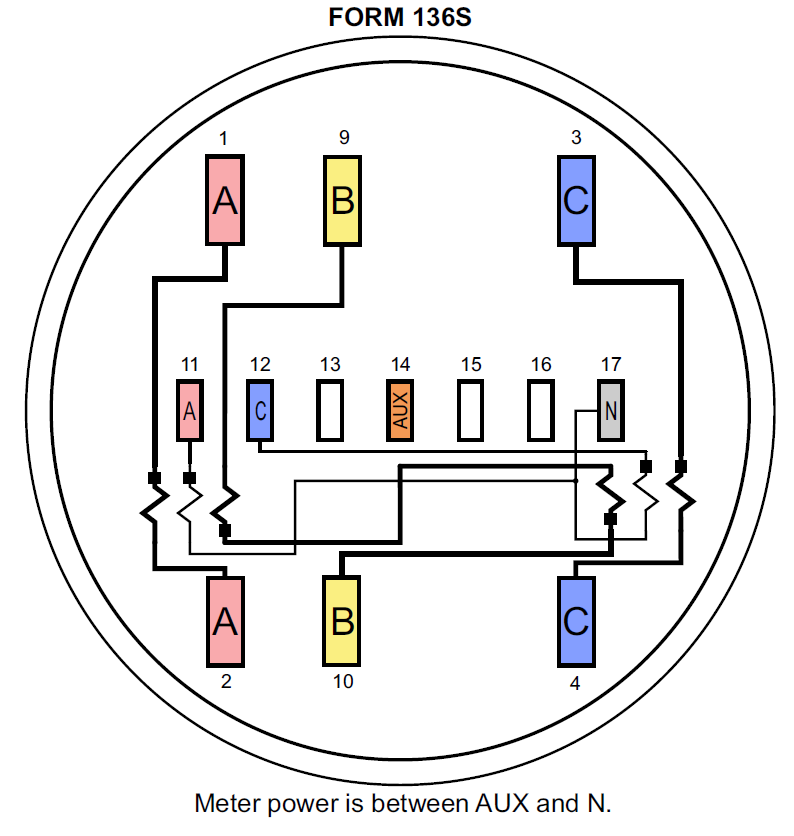 FORM 136S
1 9 3
A B C
11 12 13 14 15 16 17
A C AUX N
A B C
2 10 4
Meter power is between AUX and N.